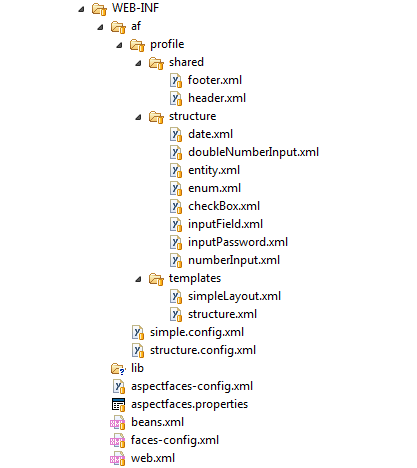 WEB-INF
af
profile
shared
footer.xml
header.xml
structure
date.xml
doubleNumberInput.xml
entity.xml
enum.xml
checkBox.xml
inputField.xml
inputPassword.xml
numberInput.xml
templates
simpleLayout.xml
structure.xml
simple.config.xml
structure.config.xml
lib
aspectfaces-config.xml
aspectfaces.properties
beans.xml
faces-config.xml
web.xml